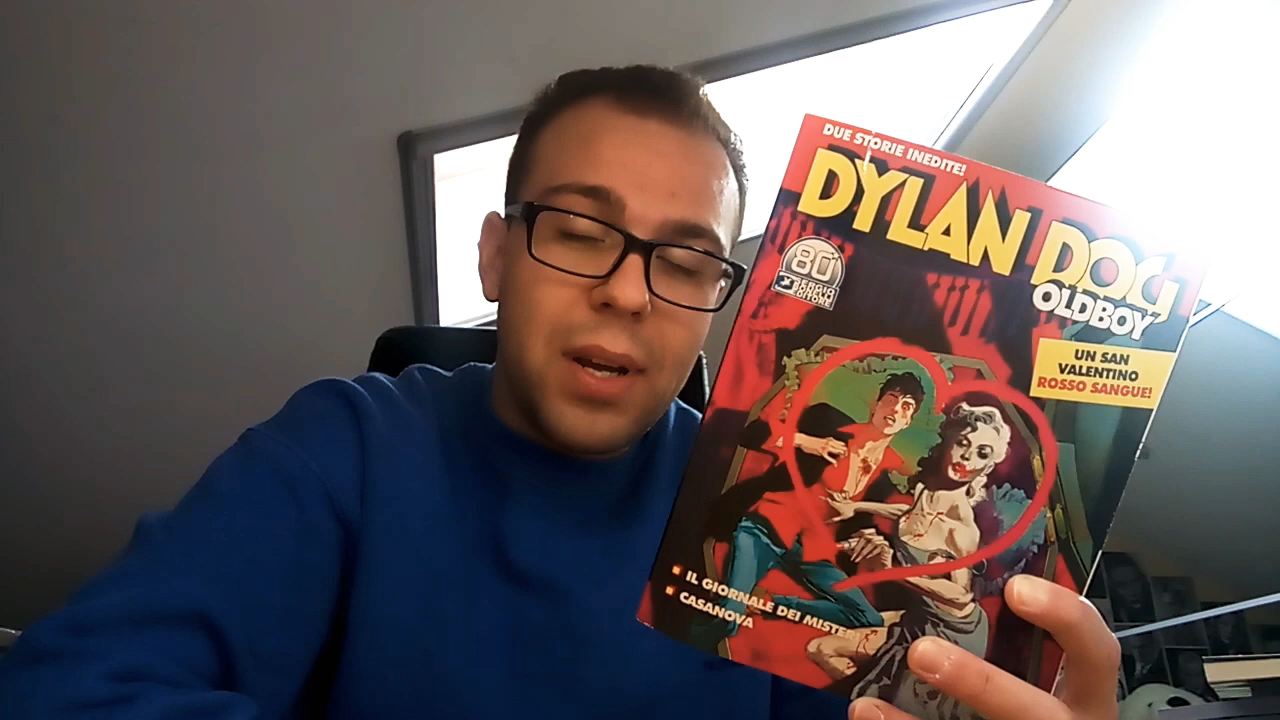 DUE STORIE INEDITE!
DYLAN DOG
OLDBOY
80
SERGIO
BONELLI
EDITORE
UN SAN
VALENTINO
ROSSO SANGUE!
IL GIORNALE DEI
CASANOVA